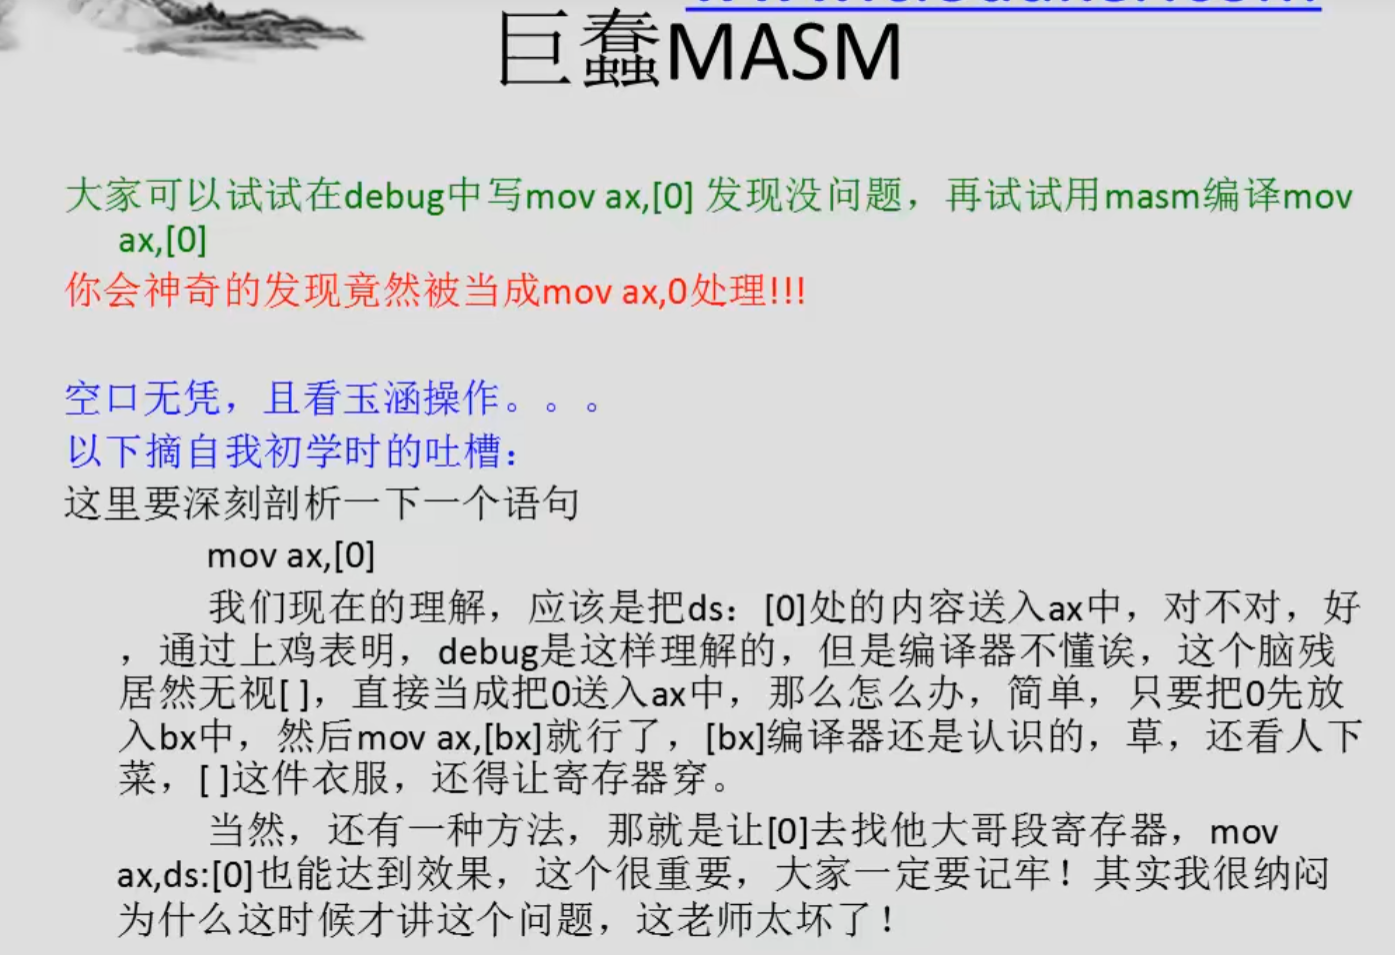 巨蠢MASM
大家可以试试在debug中写mov ax,[0] 发现没问题，再试试用masm编译mov
ax,[0]
你会神奇的发现竟然被当成mov ax,0处理!!!
空口无凭，且看玉涵操作。。。
以下摘自我初学时的吐槽：
这里要深刻剖析一下一个语句
mov ax,[0]
我们现在的理解，应该是把ds：[0]处的内容送入ax中，对不对，好
，通过上鸡表明，debug是这样理解的，但是编译器不懂诶，这个脑残
居然无视[ ]，直接当成把0送入ax中，那么怎么办，简单，只要把0先放
入bx中，然后mov ax,[bx]就行了，[bx]编译器还是认识的，草，还看人下
菜，[ ]这件衣服，还得让寄存器穿。
当然，还有一种方法，那就是让[0]去找他大哥段寄存器，mov
ax,ds:[0]也能达到效果，这个很重要，大家一定要记牢！其实我很纳闷
为什么这时候才讲这个问题，这老师太坏了！